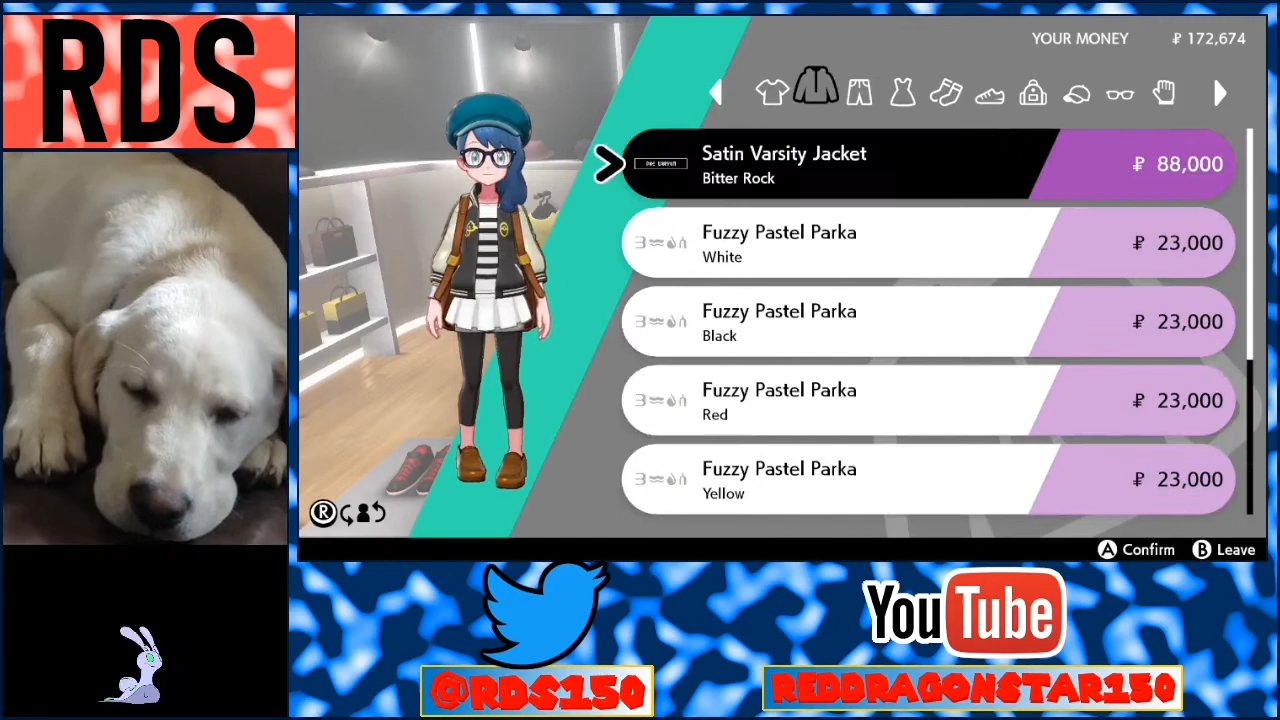 RDS
YOUR MONEY ₽ 172,674
Satin Varsity Jacket
Bitter Rock
₽ 88,000
Fuzzy Pastel Parka
White
₽ 23,000
Fuzzy Pastel Parka
Black
₽ 23,000
Fuzzy Pastel Parka
Red
₽ 23,000
Fuzzy Pastel Parka
Yellow
₽ 23,000
R
A Confirm B Leave
YouTube
@RDS150
REDDRAGONSTAR150